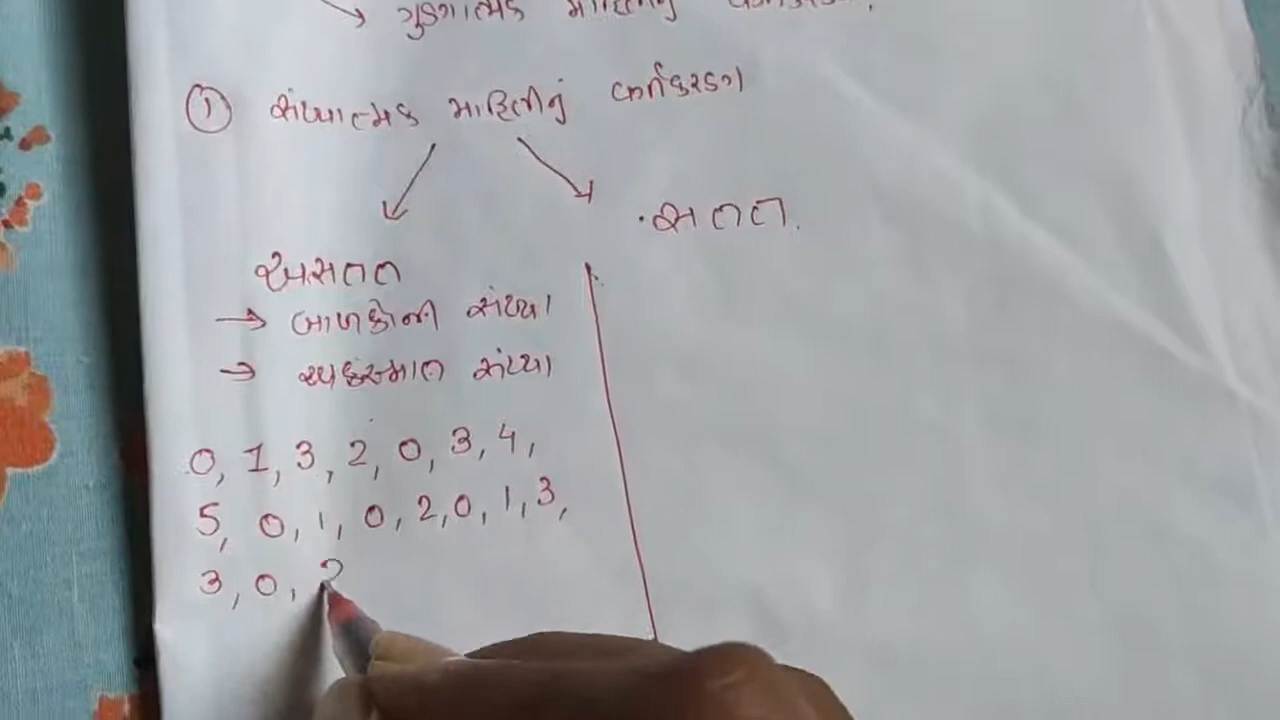 → ગુણાત્મક માહિતીનું
① સંખ્યાત્મક માહિતીનું વર્ગીકરણ
અસતત
સતત.
→ બાળકોની સંખ્યા
→ અકસ્માત સંખ્યા
0, 1, 3, 2, 0, 3, 4,
5, 0, 1, 0, 2, 0, 1, 3,
3, 0, 2